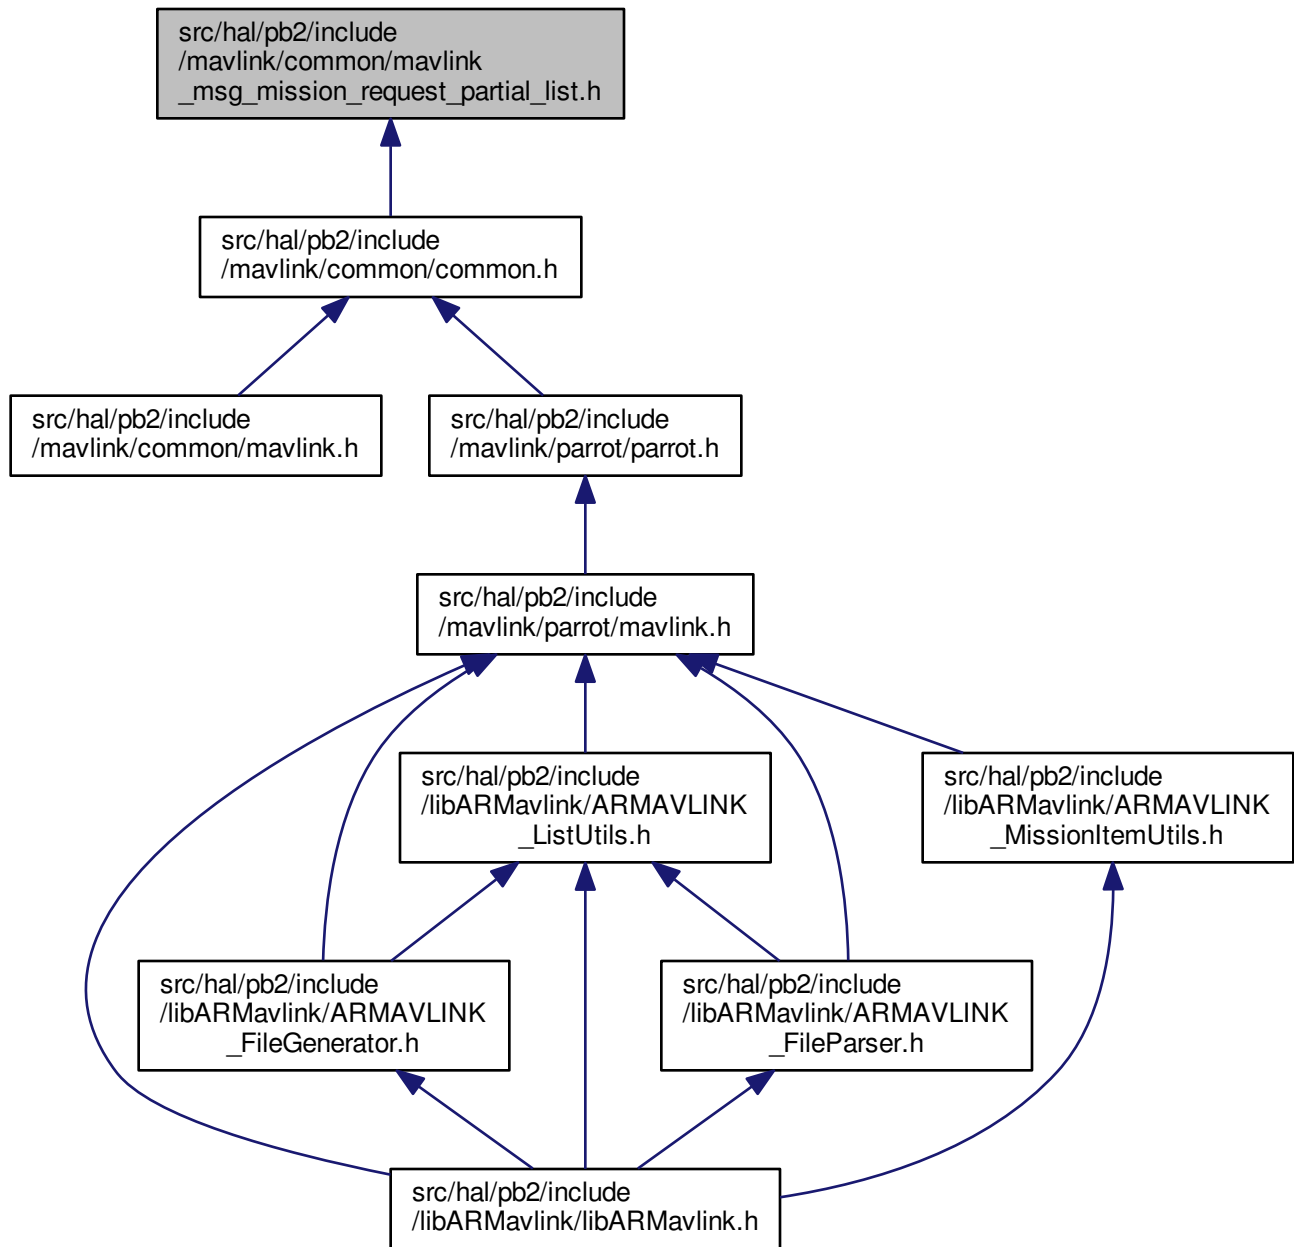 src/hal/pb2/include
/mavlink/common/mavlink
_msg_mission_request_partial_list.h
src/hal/pb2/include
/mavlink/common/common.h
src/hal/pb2/include
/mavlink/common/mavlink.h
src/hal/pb2/include
/mavlink/parrot/parrot.h
src/hal/pb2/include
/mavlink/parrot/mavlink.h
src/hal/pb2/include
/libARMavlink/ARMAVLINK
_ListUtils.h
src/hal/pb2/include
/libARMavlink/ARMAVLINK
_MissionItemUtils.h
src/hal/pb2/include
/libARMavlink/ARMAVLINK
_FileGenerator.h
src/hal/pb2/include
/libARMavlink/ARMAVLINK
_FileParser.h
src/hal/pb2/include
/libARMavlink/libARMavlink.h